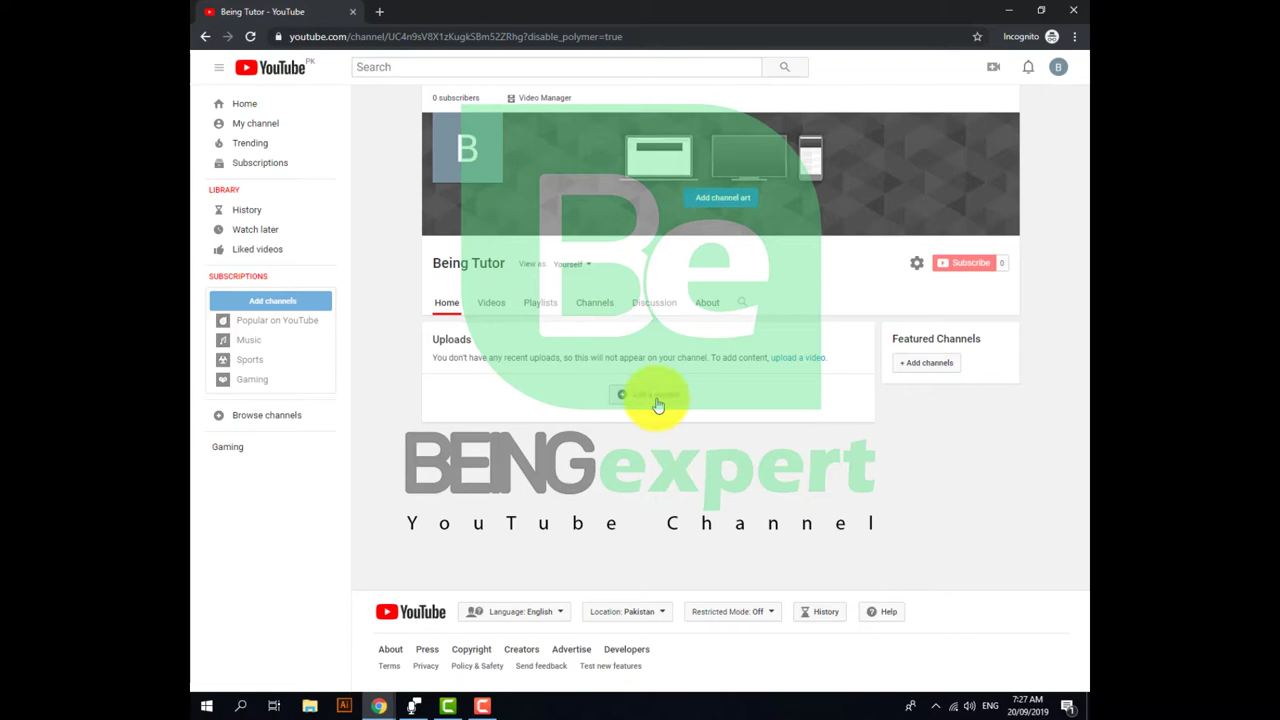 Being Tutor - YouTube
youtube.com/channel/UC4n9sV8X1zKugkSBm52ZRhg?disable_polymer=true
Incognito
YouTube PK
Search
B
Home
My channel
Trending
Subscriptions
LIBRARY
History
Watch later
Liked videos
SUBSCRIPTIONS
Add channels
Popular on YouTube
Music
Sports
Gaming
Browse channels
Gaming
0 subscribers
Video Manager
B
Add channel art
Be
Being Tutor
View as:
Yourself
Subscribe
0
Home
Videos
Playlists
Channels
Discussion
About
Uploads
You don't have any recent uploads, so this will not appear on your channel. To add content, upload a video.
Featured Channels
+ Add channels
BEINGexpert
YouTube Channel
YouTube
Language: English
Location: Pakistan
Restricted Mode: Off
History
Help
About
Press
Copyright
Creators
Advertise
Developers
Terms
Privacy
Policy & Safety
Send feedback
Test new features
Ai
ENG
7:27 AM
20/09/2019
1